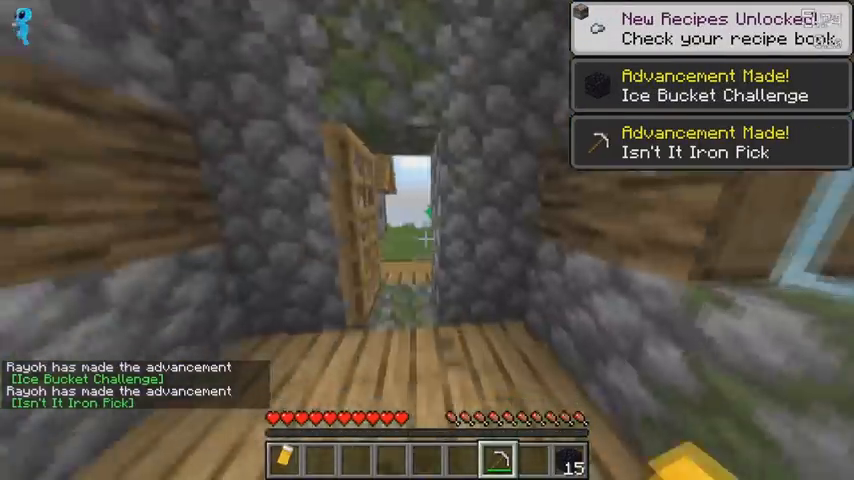 New Recipes Unlocked!
Check your recipe book
Advancement Made!
Ice Bucket Challenge
Advancement Made!
Isn't It Iron Pick
Rayoh has made the advancement
[Ice Bucket Challenge]
Rayoh has made the advancement
[Isn't It Iron Pick]
15